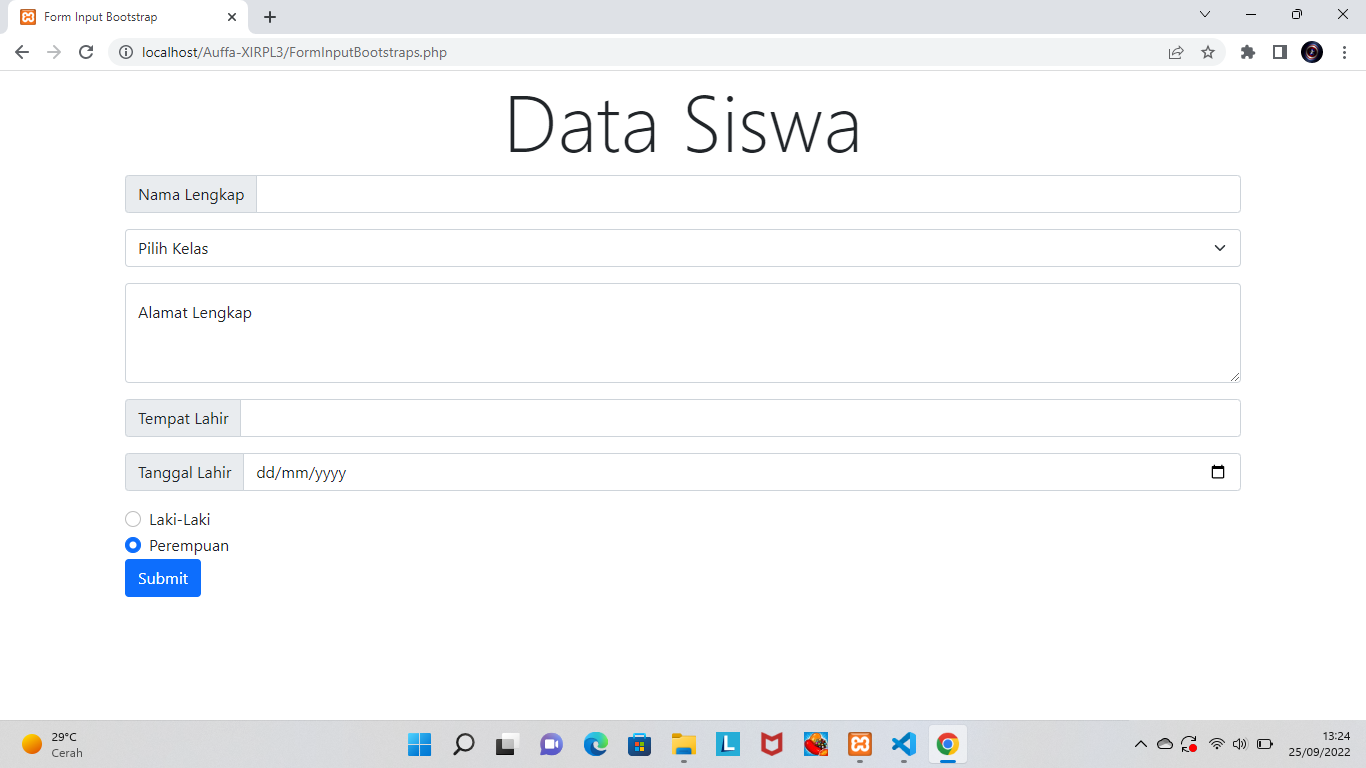 Form Input Bootstrap
localhost/Auffa-XIRPL3/FormInputBootstraps.php
Data Siswa
Nama Lengkap
Pilih Kelas
Alamat Lengkap
Tempat Lahir
Tanggal Lahir dd/mm/yyyy
Laki-Laki
Perempuan
Submit
29°C
Cerah
L
13:24
25/09/2022